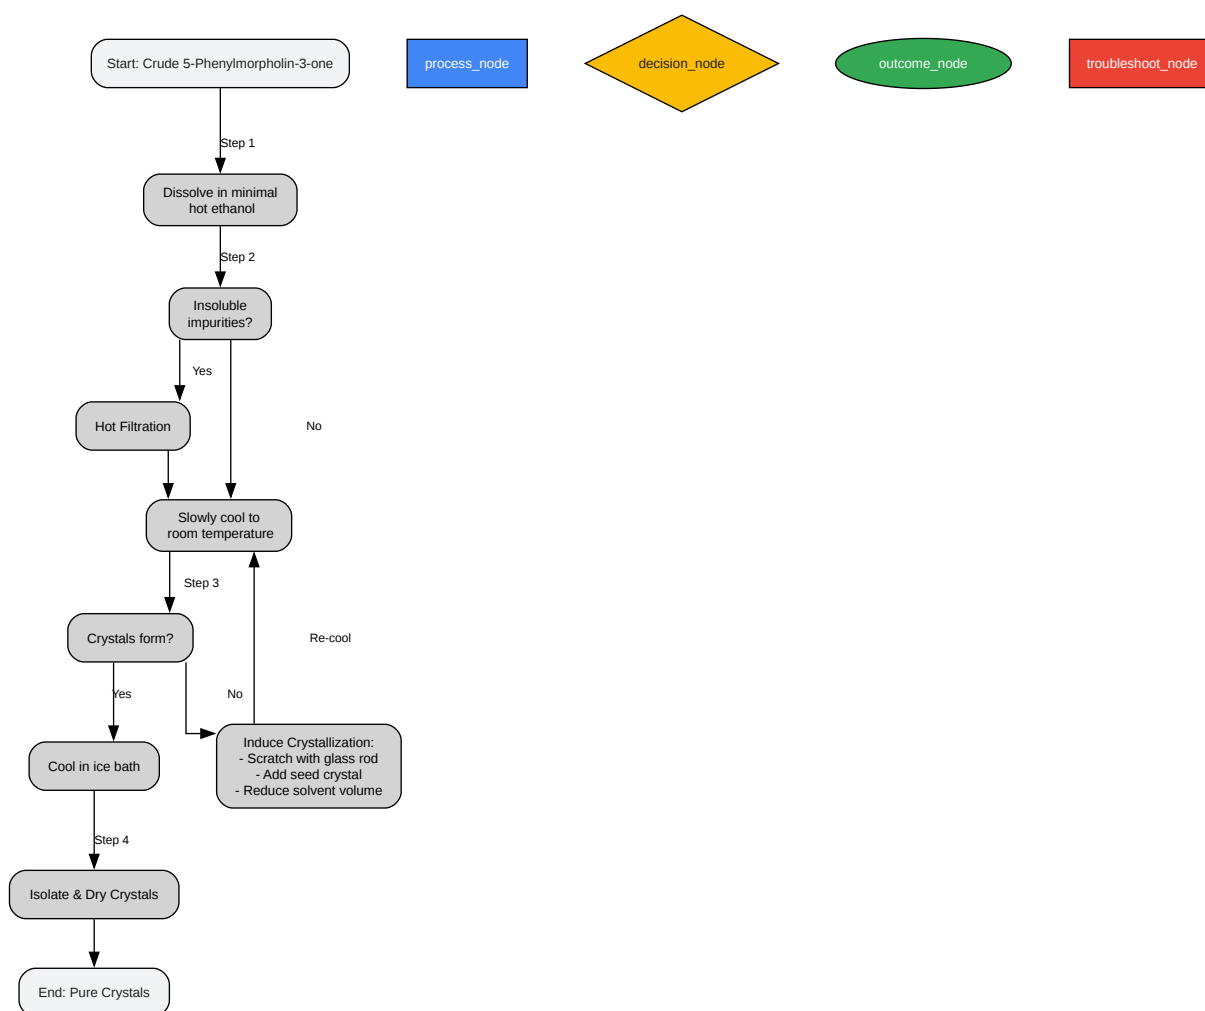 Start: Crude 5-Phenylmorpholin-3-one
process_node
decision_node
outcome_node
troubleshoot_node
Step 1
Dissolve in minimal
hot ethanol
Step 2
Insoluble
impurities?
Yes
Hot Filtration
No
Slowly cool to
room temperature
Step 3
Crystals form?
Re-cool
Yes
No
Induce Crystallization:
- Scratch with glass rod
- Add seed crystal
- Reduce solvent volume
Cool in ice bath
Step 4
Isolate & Dry Crystals
End: Pure Crystals